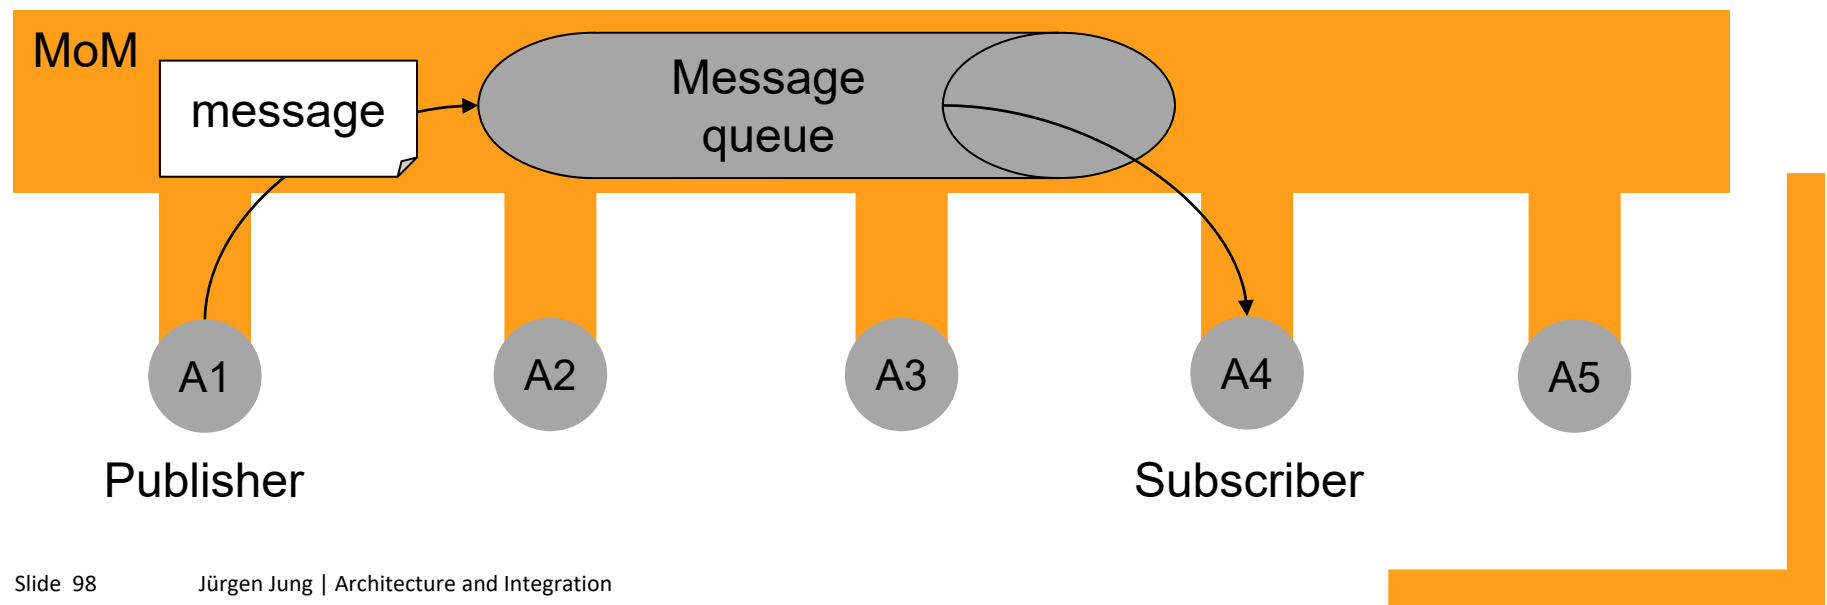 MoM
message
Message
queue
A1
A2
A3
A4
A5
Publisher
Subscriber
Slide 98
Jürgen Jung | Architecture and Integration